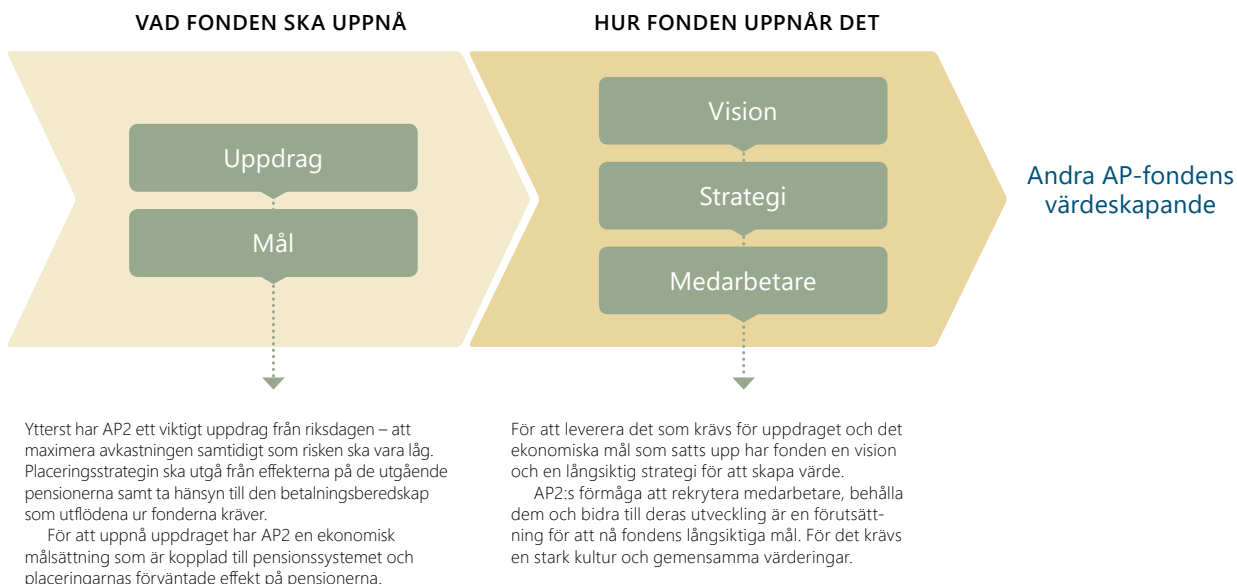 VAD FONDEN SKA UPPNÅ
Uppdrag
Mål
Ytterst har AP2 ett viktigt uppdrag från riksdagen – att
maximera avkastningen samtidigt som risken ska vara låg.
Placeringsstrategin ska utgå från effekterna på de utgående
pensionerna samt ta hänsyn till den betalningsberedskap
som utflödena ur fonderna kräver.
För att uppnå uppdraget har AP2 en ekonomisk
målsättning som är kopplad till pensionssystemet och
placeringarnas förväntade effekt på pensionerna.
HUR FONDEN UPPNÅR DET
Vision
Strategi
Medarbetare
För att leverera det som krävs för uppdraget och det
ekonomiska mål som satts upp har fonden en vision
och en långsiktig strategi för att skapa värde.
AP2:s förmåga att rekrytera medarbetare, behålla
dem och bidra till deras utveckling är en förutsätt-
ning för att nå fondens långsiktiga mål. För det krävs
en stark kultur och gemensamma värderingar.
Andra AP-fondens
värdeskapande